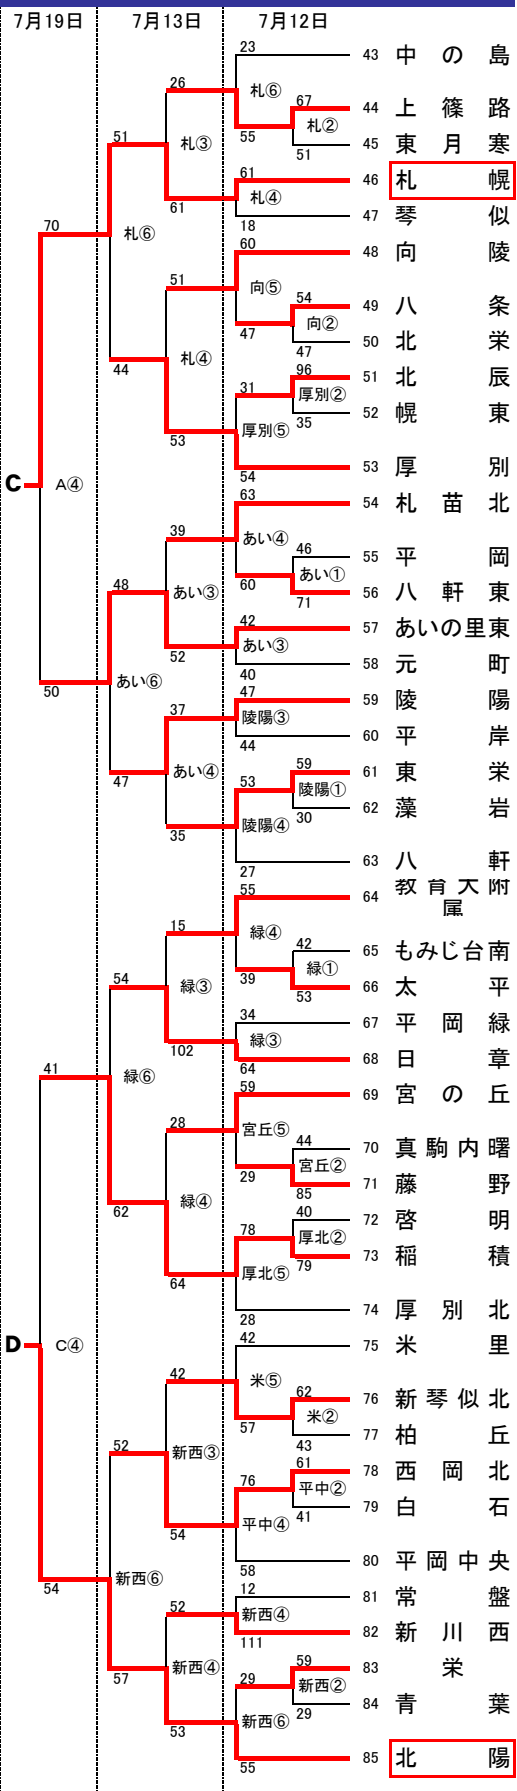 7月19日 7月13日 7月12日
23 43 中の島
26
札⑥ 67 44 上篠路
55 札②
51 札③ 51 45 東月寒
61 46 札幌
61 札④
18 47 琴似
70 札⑥ 60 48 向陵
51
向⑤ 54 49 八条
47 向②
47 50 北栄
44 札④ 96 51 北辰
31 厚別②
53 厚別⑤ 35 52 幌東
54 53 厚別
C A④ 63 54 札苗北
39
あい④ 46 55 平岡
60 あい①
48 あい③ 71 56 八軒東
42 57 あいの里東
52 あい③
40 58 元町
50 あい⑥ 47 59 陵陽
37 陵陽③
44 60 平岸
47 あい④ 59 61 東栄
53 陵陽①
35 陵陽④ 30 62 藻岩
27 63 八軒
55 64 教育大附属
15
緑④ 42 65 もみじ台南
39 緑①
54 緑③ 53 66 太平
34 67 平岡緑
102 緑③
64 68 日章
41 緑⑥ 59 69 宮の丘
28
宮丘⑤ 44 70 真駒内曙
29 宮丘②
62 緑④ 85 71 藤野
40 72 啓明
78 厚北②
64 厚北⑤ 79 73 稲積
28 74 厚別北
D C④ 42 75 米里
42
米⑤ 62 76 新琴似北
57 米②
52 新西③ 43 77 柏丘
61 78 西岡北
76 平中②
54 平中④ 41 79 白石
58 80 平岡中央
54 新西⑥ 12 81 常盤
52 新西④
111 82 新川西
57 新西④ 59 83 栄
29 新西②
53 新西⑥ 29 84 青葉
55 85 北陽